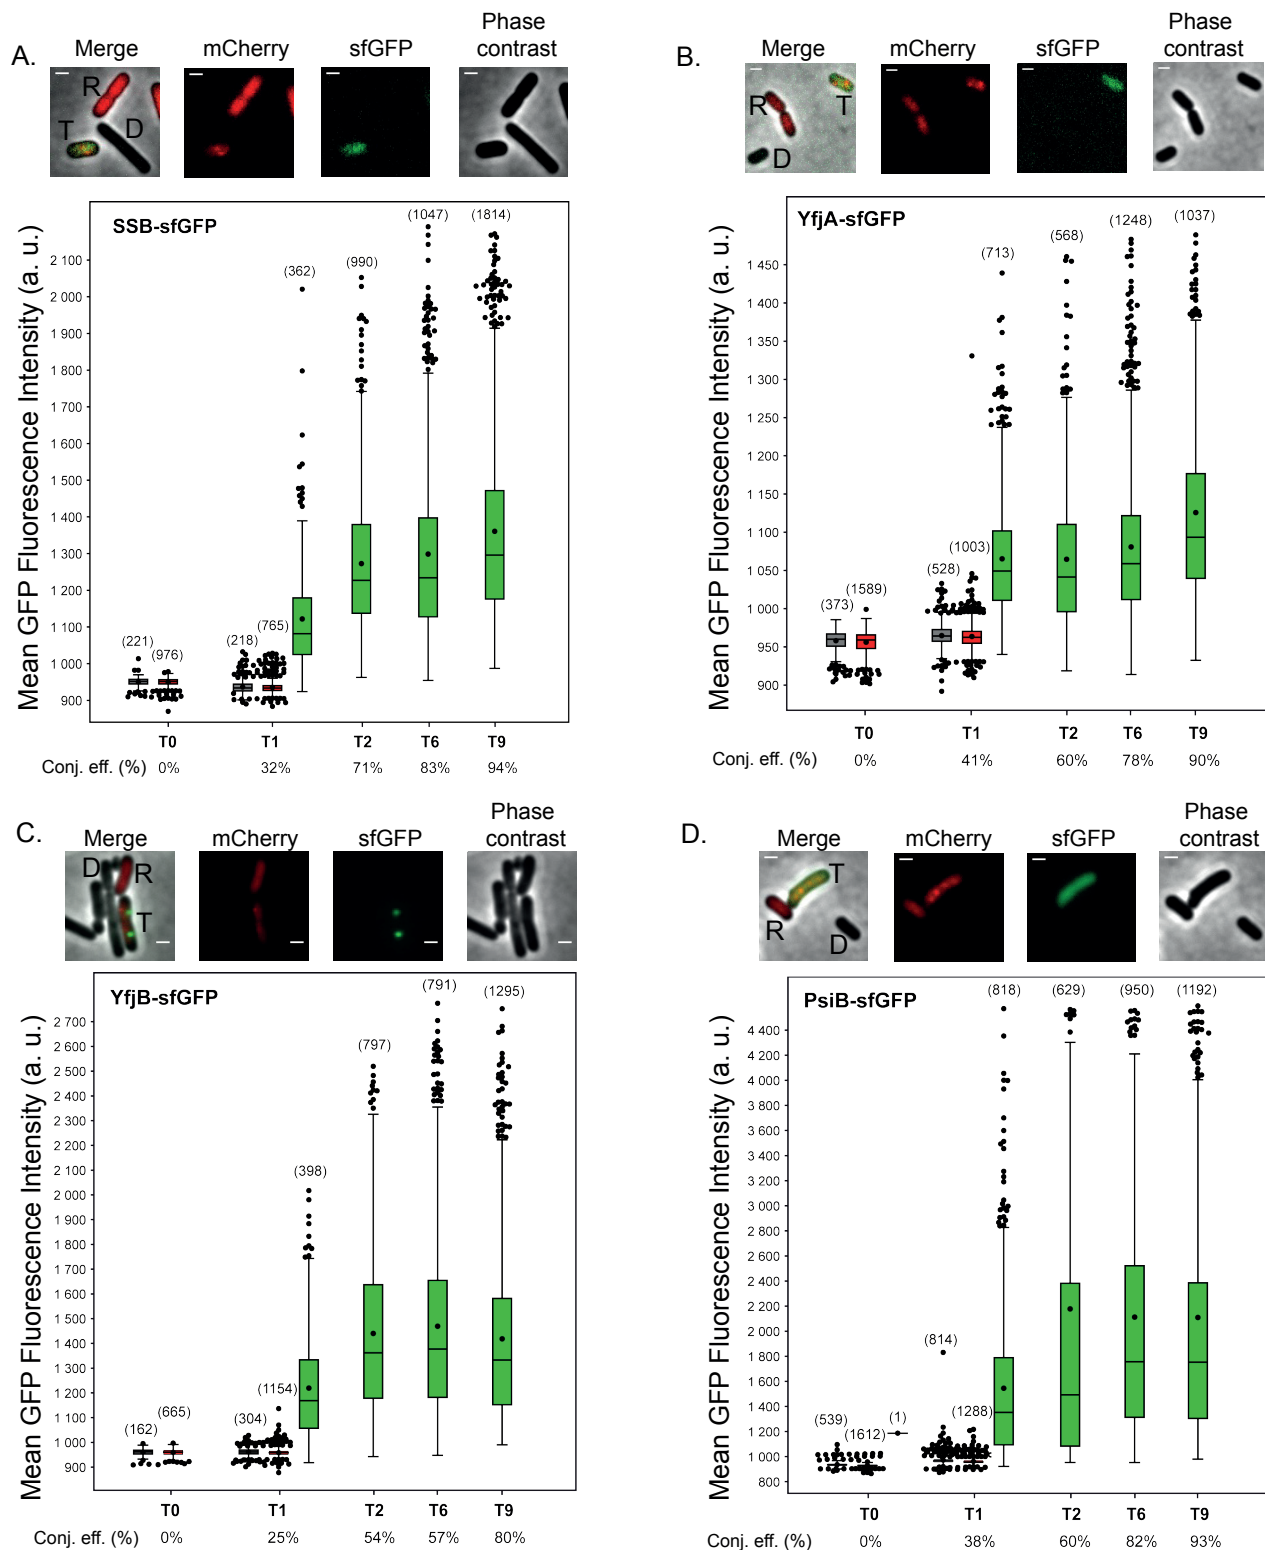 A.
Merge
mCherry
sfGFP
Phase
contrast
R
T
D
SSB-sfGFP
Mean GFP Fluorescence Intensity (a. u.)
2 100
2 000
1 900
1 800
1 700
1 600
1 500
1 400
1 300
1 200
1 100
1 000
900
(221)
(976)
(218)
(765)
(362)
(990)
(1047)
(1814)
T0 T1 T2 T6 T9
Conj. eff. (%) 0% 32% 71% 83% 94%
B.
Merge
mCherry
sfGFP
Phase
contrast
R
T
D
YfjA-sfGFP
Mean GFP Fluorescence Intensity (a. u.)
1 450
1 400
1 350
1 300
1 250
1 200
1 150
1 100
1 050
1 000
950
900
(373)
(1589)
(528)
(1003)
(713)
(568)
(1248)
(1037)
T0 T1 T2 T6 T9
Conj. eff. (%) 0% 41% 60% 78% 90%
C.
Merge
mCherry
sfGFP
Phase
contrast
D
R
T
YfjB-sfGFP
Mean GFP Fluorescence Intensity (a. u.)
2 700
2 600
2 500
2 400
2 300
2 200
2 100
2 000
1 900
1 800
1 700
1 600
1 500
1 400
1 300
1 200
1 100
1 000
900
(162)
(665)
(304)
(1154)
(398)
(797)
(791)
(1295)
T0 T1 T2 T6 T9
Conj. eff. (%) 0% 25% 54% 57% 80%
D.
Merge
mCherry
sfGFP
Phase
contrast
T
R
D
PsiB-sfGFP
Mean GFP Fluorescence Intensity (a. u.)
4 400
4 200
4 000
3 800
3 600
3 400
3 200
3 000
2 800
2 600
2 400
2 200
2 000
1 800
1 600
1 400
1 200
1 000
800
(539)
(1612)
(1)
(814)
(1288)
(818)
(629)
(950)
(1192)
T0 T1 T2 T6 T9
Conj. eff. (%) 0% 38% 60% 82% 93%